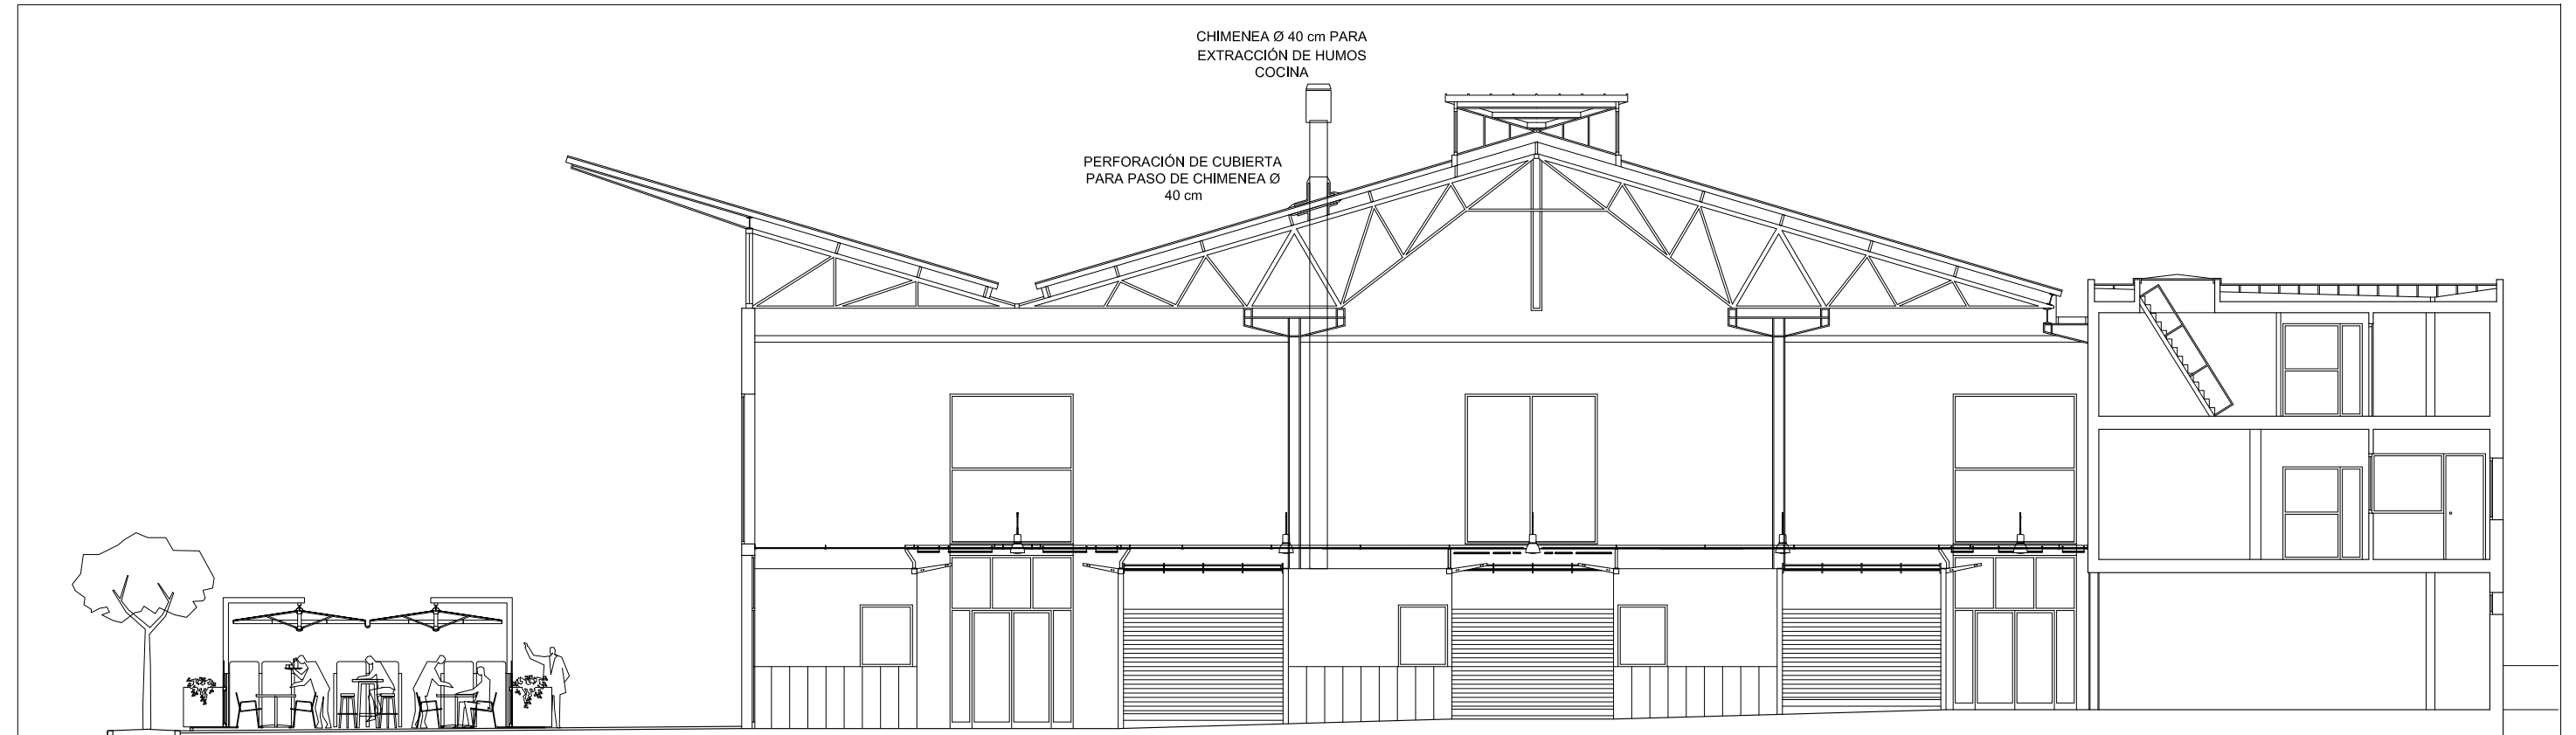 CHIMENEA Ø 40 cm PARA
EXTRACCIÓN DE HUMOS
COCINA
PERFORACIÓN DE CUBIERTA
PARA PASO DE CHIMENEA Ø
40 cm